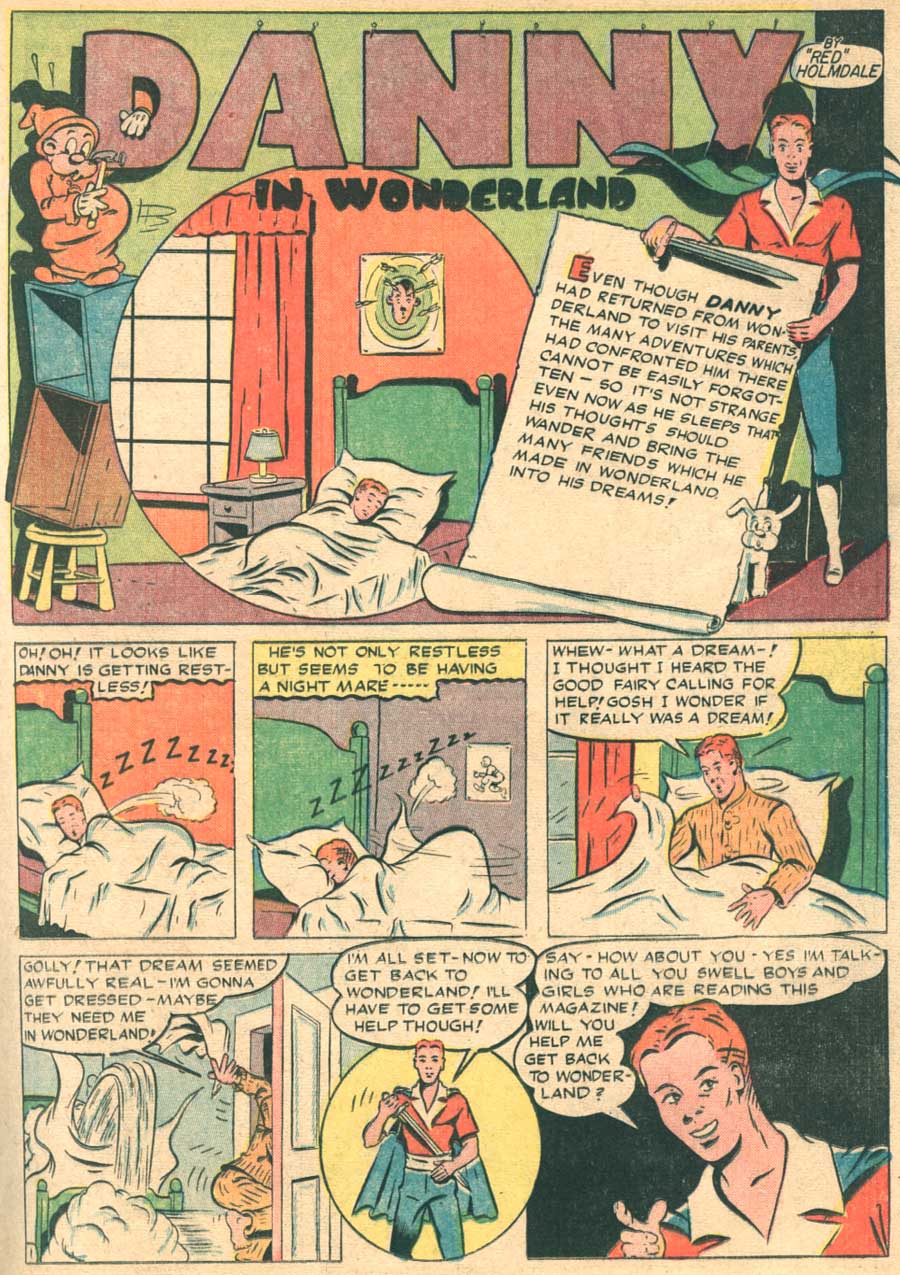 DANNY
IN WONDERLAND
BY
"RED"
HOLMDALE
EVEN THOUGH DANNY
HAD RETURNED FROM WON-
DERLAND TO VISIT HIS PARENTS,
THE MANY ADVENTURES WHICH
HAD CONFRONTED HIM THERE
CANNOT BE EASILY FORGOT-
TEN — SO IT'S NOT STRANGE
EVEN NOW AS HE SLEEPS THAT
HIS THOUGHTS SHOULD
WANDER AND BRING THE
MANY FRIENDS WHICH HE
MADE IN WONDERLAND
INTO HIS DREAMS!
OH! OH! IT LOOKS LIKE
DANNY IS GETTING REST-
LESS!
ZZZZZZZZZ
HE'S NOT ONLY RESTLESS
BUT SEEMS TO BE HAVING
A NIGHT MARE -----
ZZZZZZZZZZ
WHEW- WHAT A DREAM-!
I THOUGHT I HEARD THE
GOOD FAIRY CALLING FOR
HELP! GOSH I WONDER IF
IT REALLY WAS A DREAM!
GOLLY! THAT DREAM SEEMED
AWFULLY REAL - I'M GONNA
GET DRESSED - MAYBE
THEY NEED ME
IN WONDERLAND!
I'M ALL SET - NOW TO
GET BACK TO
WONDERLAND! I'LL
HAVE TO GET SOME
HELP THOUGH!
SAY - HOW ABOUT YOU - YES I'M TALK-
ING TO ALL YOU SWELL BOYS AND
GIRLS WHO ARE READING THIS
MAGAZINE!
WILL YOU
HELP ME
GET BACK
TO WONDER-
LAND?